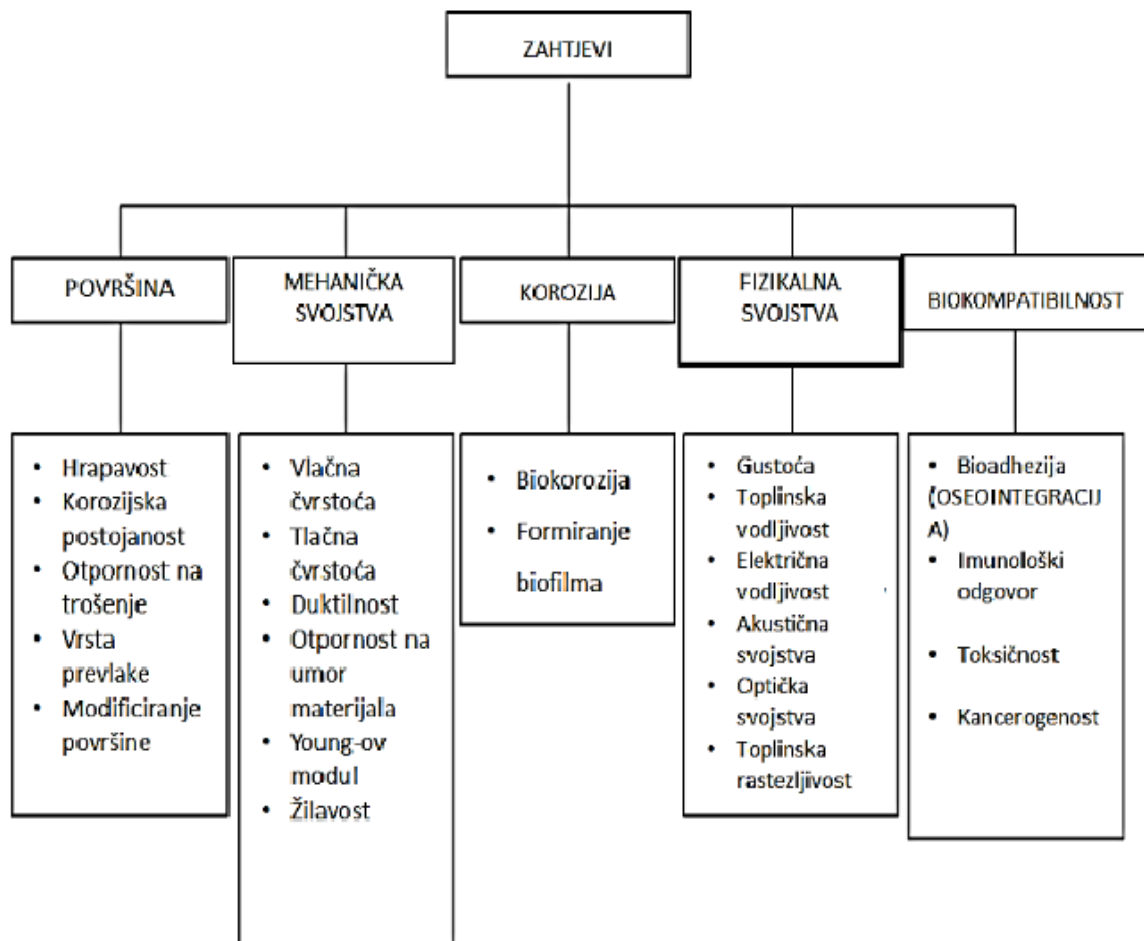 ZAHTJEVI
POVRŠINA
MEHANIČKA
SVOJSTVA
KOROZIJA
FIZIKALNA
SVOJSTVA
BIOKOMPATIBILNOST
• Hrapavost
• Korozijska
postojanost
• Otpornost na
trošenje
• Vrsta
prevlake
• Modificiranje
površine
• Vlačna
čvrstoća
• Tlačna
čvrstoća
• Duktilnost
• Otpornost na
umor
materijala
• Young-ov
modul
• Žilavost
• Biokorozija
• Formiranje
biofilma
• Gustoća
• Toplinska
vodljivost
• Električna
vodljivost
• Akustična
svojstva
• Optička
svojstva
• Toplinska
rastezljivost
• Bioadhezija
(OSEOINTEGRACIJ
A)
• Imunološki
odgovor
• Toksičnost
• Kancerogenost